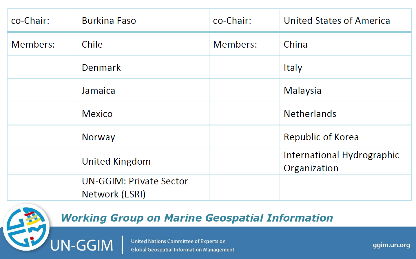 co-Chair: Burkina Faso co-Chair: United States of America
Members: Chile Members: China
Denmark Italy
Jamaica Malaysia
Mexico Netherlands
Norway Republic of Korea
United Kingdom International Hydrographic
Organization
UN-GGIM: Private Sector
Network (ESRI)
Working Group on Marine Geospatial Information
UN-GGIM
United Nations Committee of Experts on
Global Geospatial Information Management
ggim.un.org